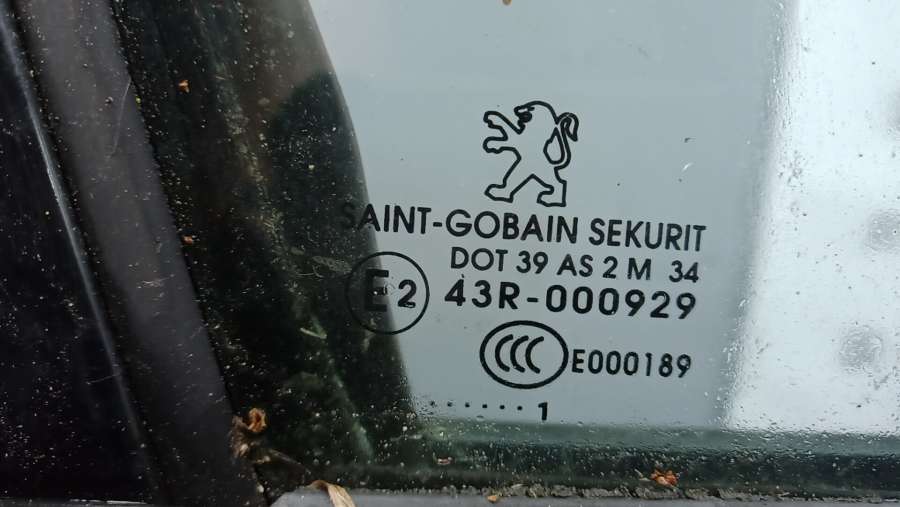 SAINT-GOBAIN SEKURIT
DOT 39 AS 2 M 34
E2 43R-000929
CCC E000189
. . . . . . . 1